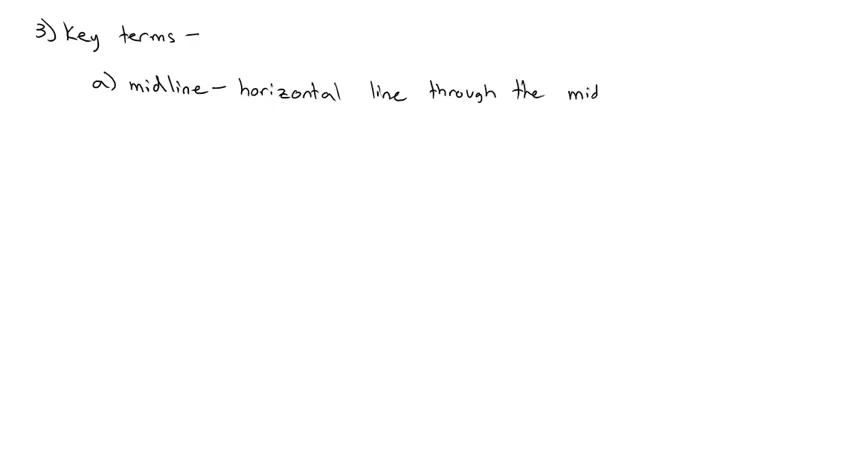 3) Key terms -
a) midline - horizontal line through the mid